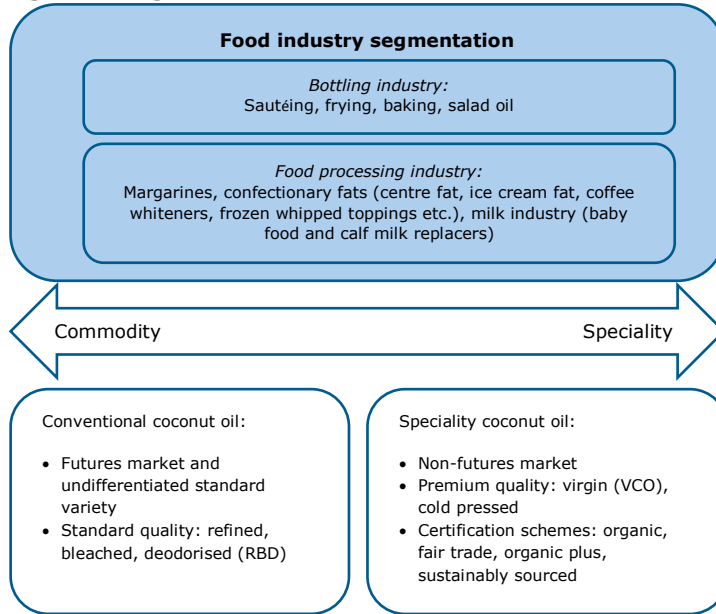 Food industry segmentation
Bottling industry:
Sautéing, frying, baking, salad oil
Food processing industry:
Margarines, confectionary fats (centre fat, ice cream fat, coffee
whiteners, frozen whipped toppings etc.), milk industry (baby
food and calf milk replacers)
Commodity
Speciality
Conventional coconut oil:
• Futures market and
undifferentiated standard
variety
• Standard quality: refined,
bleached, deodorised (RBD)
Speciality coconut oil:
• Non-futures market
• Premium quality: virgin (VCO),
cold pressed
• Certification schemes: organic,
fair trade, organic plus,
sustainably sourced